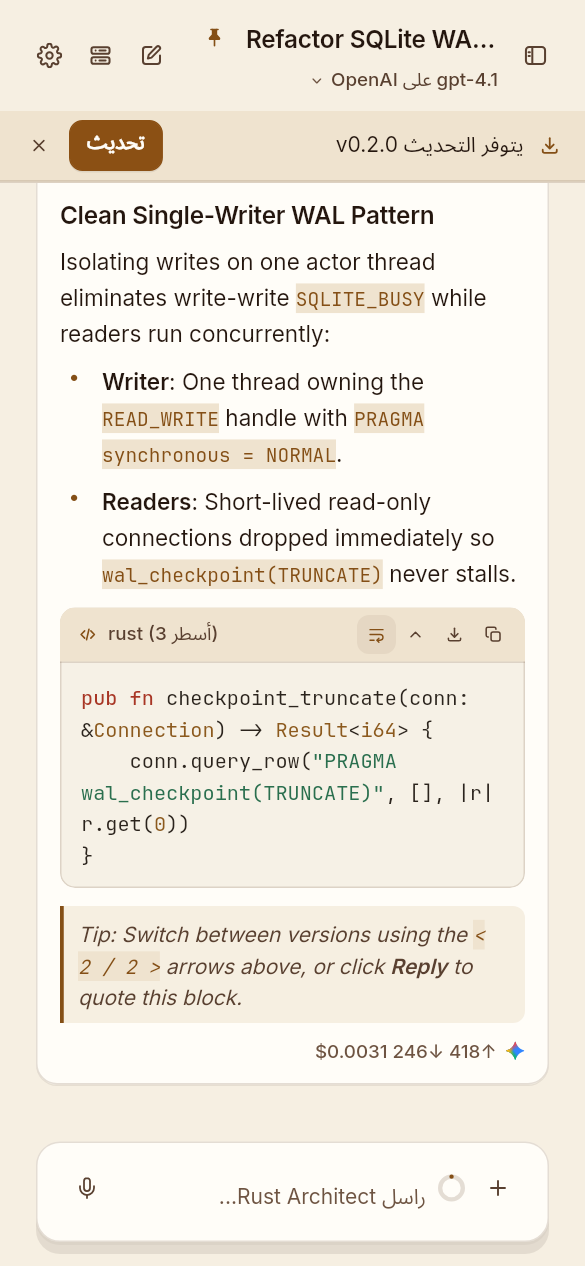 Refactor SQLite WA...
gpt-4.1 على OpenAI
يتوفر التحديث v0.2.0
تحديث
Clean Single-Writer WAL Pattern
Isolating writes on one actor thread
eliminates write-write SQLITE_BUSY while
readers run concurrently:
• Writer: One thread owning the
READ_WRITE handle with PRAGMA
synchronous = NORMAL.
• Readers: Short-lived read-only
connections dropped immediately so
wal_checkpoint(TRUNCATE) never stalls.
rust (3 أسطر)
pub fn checkpoint_truncate(conn:
&Connection) -> Result<i64> {
    conn.query_row("PRAGMA
wal_checkpoint(TRUNCATE)", [], |r|
r.get(0))
}
Tip: Switch between versions using the <
2 / 2 > arrows above, or click Reply to
quote this block.
$0.0031 246↓ 418↑
راسل Rust Architect...